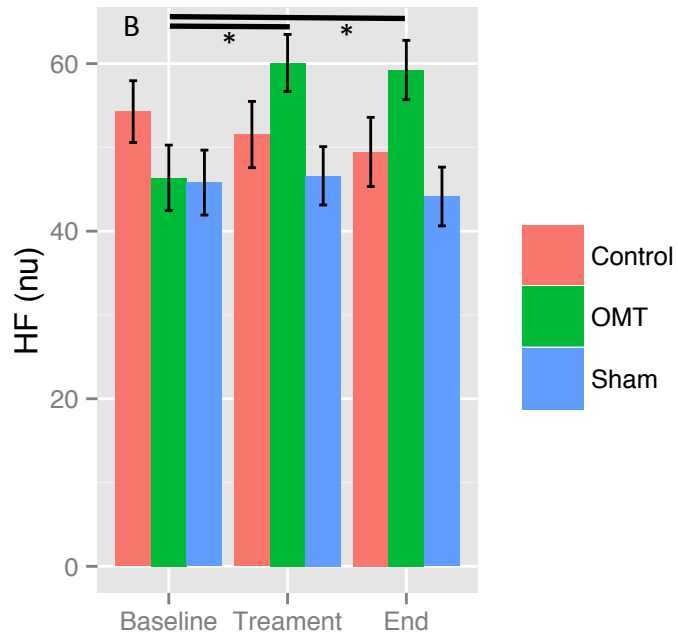 B
* *
60
40
20
0
HF (nu)
Baseline Treament End
Control
OMT
Sham